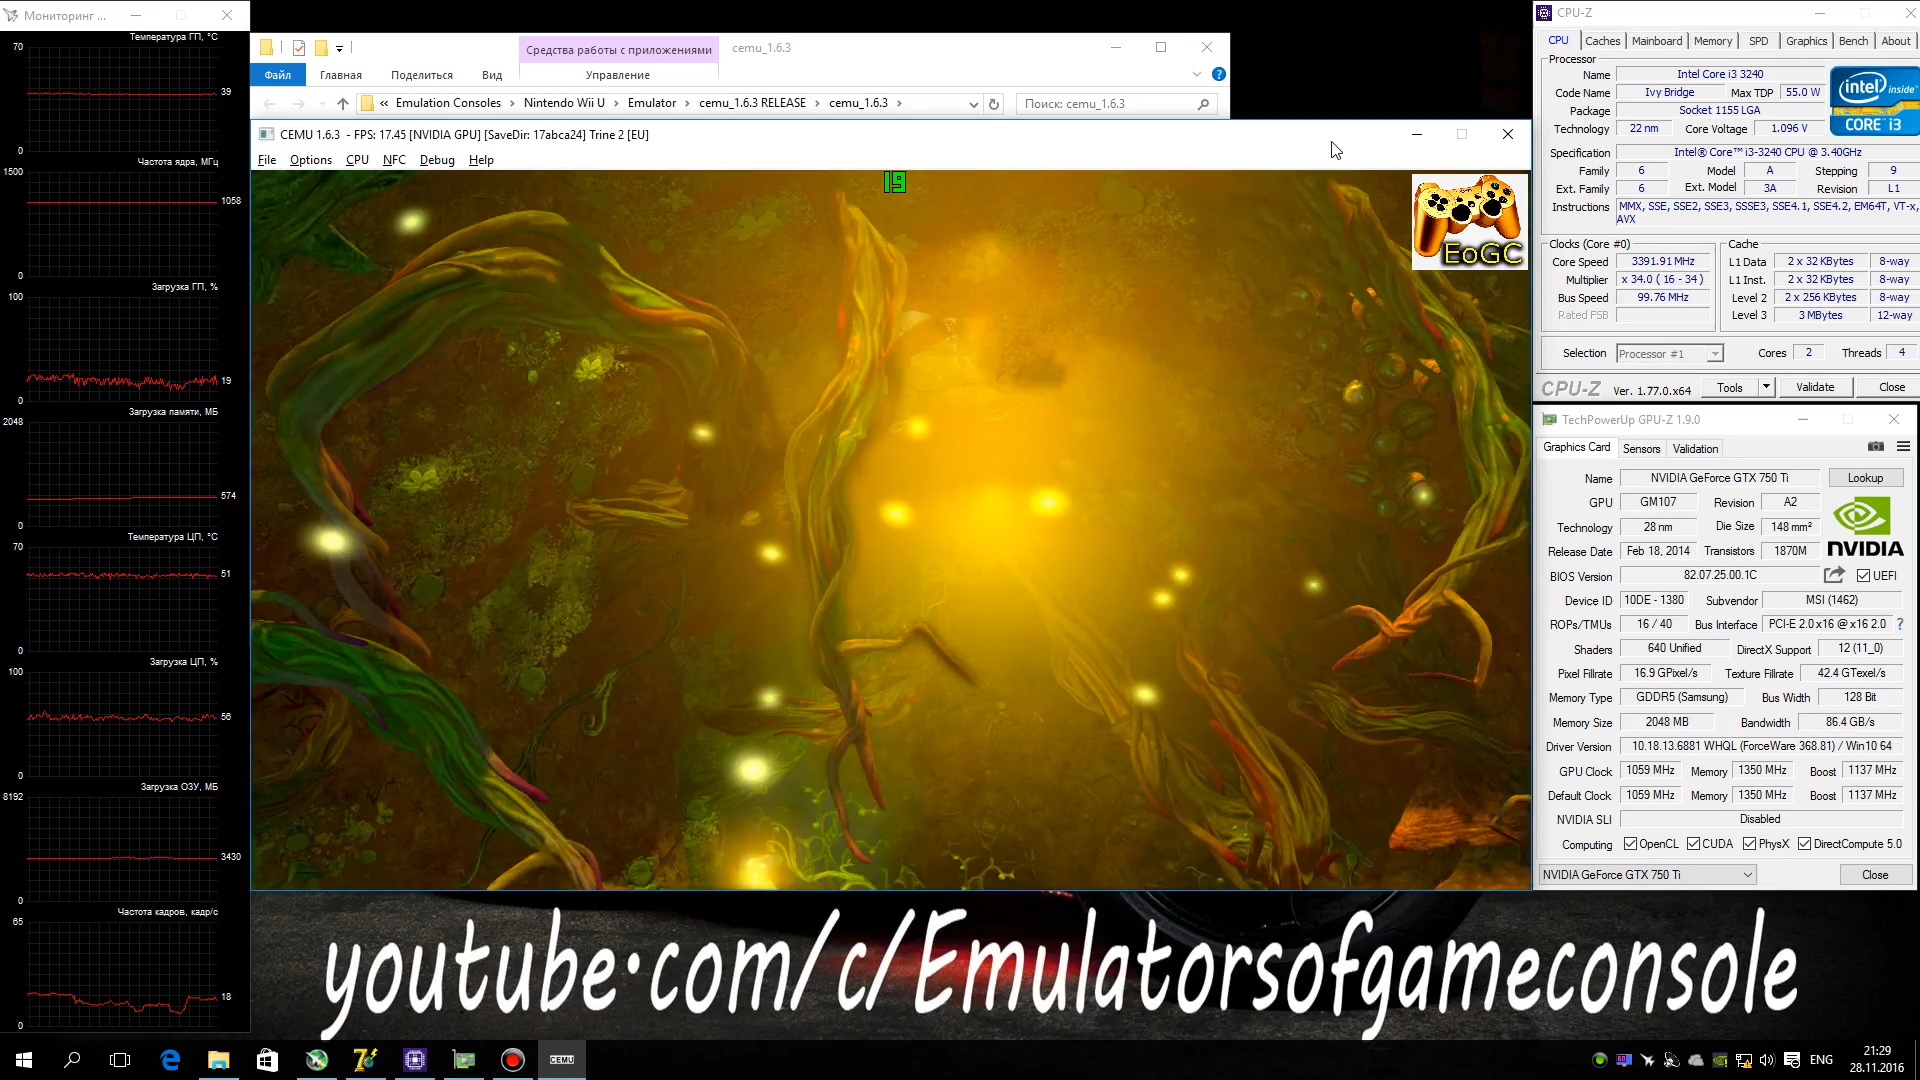 Мониторинг ...
Температура ГП, °C
70
39
0
Частота ядра, МГц
1500
1058
0
Загрузка ГП, %
100
19
0
Загрузка памяти, МБ
2048
574
0
Температура ЦП, °C
70
51
0
Загрузка ЦП, %
100
56
0
Загрузка ОЗУ, МБ
8192
3430
0
Частота кадров, кадр/с
65
18
0
Средства работы с приложениями
cemu_1.6.3
Файл Главная Поделиться Вид Управление
« Emulation Consoles › Nintendo Wii U › Emulator › cemu_1.6.3 RELEASE › cemu_1.6.3 ›
Поиск: cemu_1.6.3
CEMU 1.6.3 - FPS: 17.45 [NVIDIA GPU] [SaveDir: 17abca24] Trine 2 [EU]
File Options CPU NFC Debug Help
19
EoGC
CPU-Z
CPU Caches Mainboard Memory SPD Graphics Bench About
Processor
Name Intel Core i3 3240
Code Name Ivy Bridge Max TDP 55.0 W
Package Socket 1155 LGA
Technology 22 nm Core Voltage 1.096 V
intel inside™
CORE i3
Specification Intel® Core™ i3-3240 CPU @ 3.40GHz
Family 6 Model A Stepping 9
Ext. Family 6 Ext. Model 3A Revision L1
Instructions MMX, SSE, SSE2, SSE3, SSSE3, SSE4.1, SSE4.2, EM64T, VT-x,
AVX
Clocks (Core #0)
Core Speed 3391.91 MHz
Multiplier x 34.0 ( 16 - 34 )
Bus Speed 99.76 MHz
Rated FSB
Cache
L1 Data 2 x 32 KBytes 8-way
L1 Inst. 2 x 32 KBytes 8-way
Level 2 2 x 256 KBytes 8-way
Level 3 3 MBytes 12-way
Selection Processor #1 Cores 2 Threads 4
CPU-Z Ver. 1.77.0.x64 Tools Validate Close
TechPowerUp GPU-Z 1.9.0
Graphics Card Sensors Validation
Name NVIDIA GeForce GTX 750 Ti Lookup
GPU GM107 Revision A2
Technology 28 nm Die Size 148 mm²
Release Date Feb 18, 2014 Transistors 1870M
NVIDIA
BIOS Version 82.07.25.00.1C UEFI
Device ID 10DE - 1380 Subvendor MSI (1462)
ROPs/TMUs 16 / 40 Bus Interface PCI-E 2.0 x16 @ x16 2.0 ?
Shaders 640 Unified DirectX Support 12 (11_0)
Pixel Fillrate 16.9 GPixel/s Texture Fillrate 42.4 GTexel/s
Memory Type GDDR5 (Samsung) Bus Width 128 Bit
Memory Size 2048 MB Bandwidth 86.4 GB/s
Driver Version 10.18.13.6881 WHQL (ForceWare 368.81) / Win10 64
GPU Clock 1059 MHz Memory 1350 MHz Boost 1137 MHz
Default Clock 1059 MHz Memory 1350 MHz Boost 1137 MHz
NVIDIA SLI Disabled
Computing OpenCL CUDA PhysX DirectCompute 5.0
NVIDIA GeForce GTX 750 Ti Close
youtube.com/c/Emulatorsofgameconsole
CEMU
ENG
21:29
28.11.2016